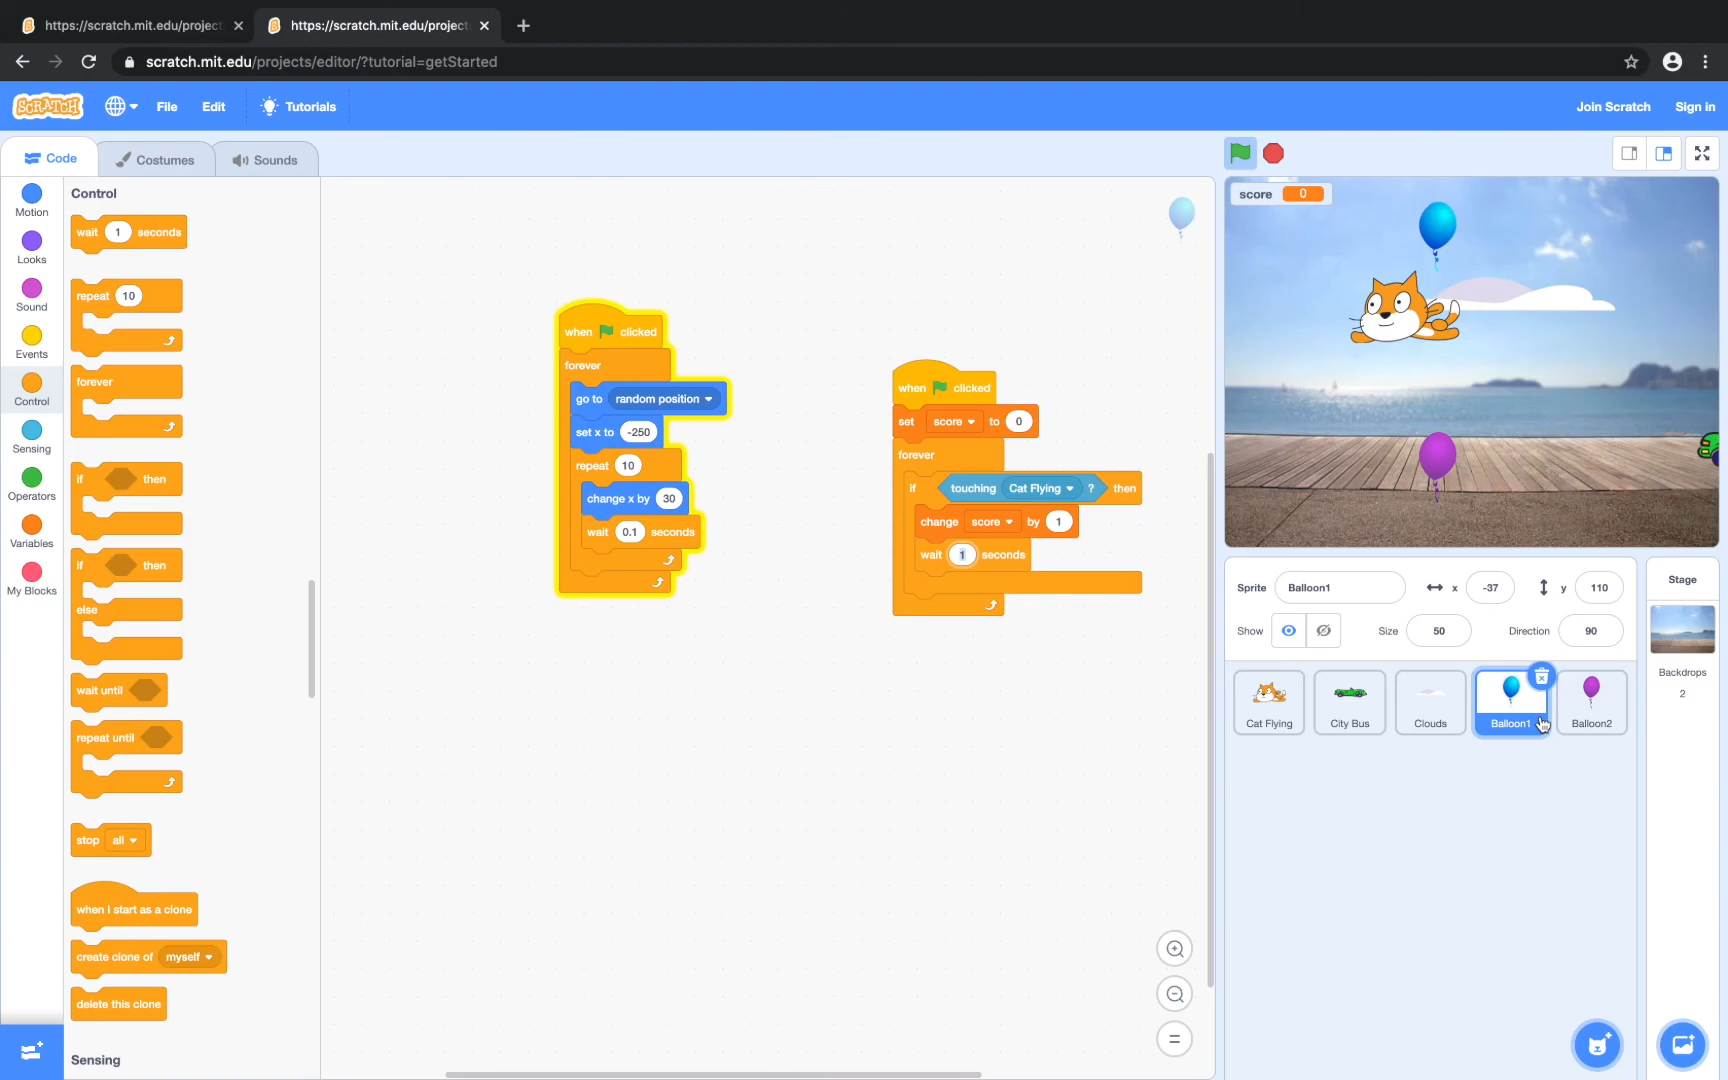 https://scratch.mit.edu/project
https://scratch.mit.edu/project
scratch.mit.edu/projects/editor/?tutorial=getStarted
SCRATCH
File
Edit
Tutorials
Join Scratch
Sign in
Code
Costumes
Sounds
Motion
Looks
Sound
Events
Control
Sensing
Operators
Variables
My Blocks
Control
wait 1 seconds
repeat 10
forever
if then
if then
else
wait until
repeat until
stop all
when I start as a clone
create clone of myself
delete this clone
Sensing
when clicked
forever
go to random position
set x to -250
repeat 10
change x by 30
wait 0.1 seconds
when clicked
set score to 0
forever
if touching Cat Flying ? then
change score by 1
wait 1 seconds
score 0
Sprite Balloon1 x -37 y 110
Show Size 50 Direction 90
Cat Flying
City Bus
Clouds
Balloon1
Balloon2
Stage
Backdrops
2